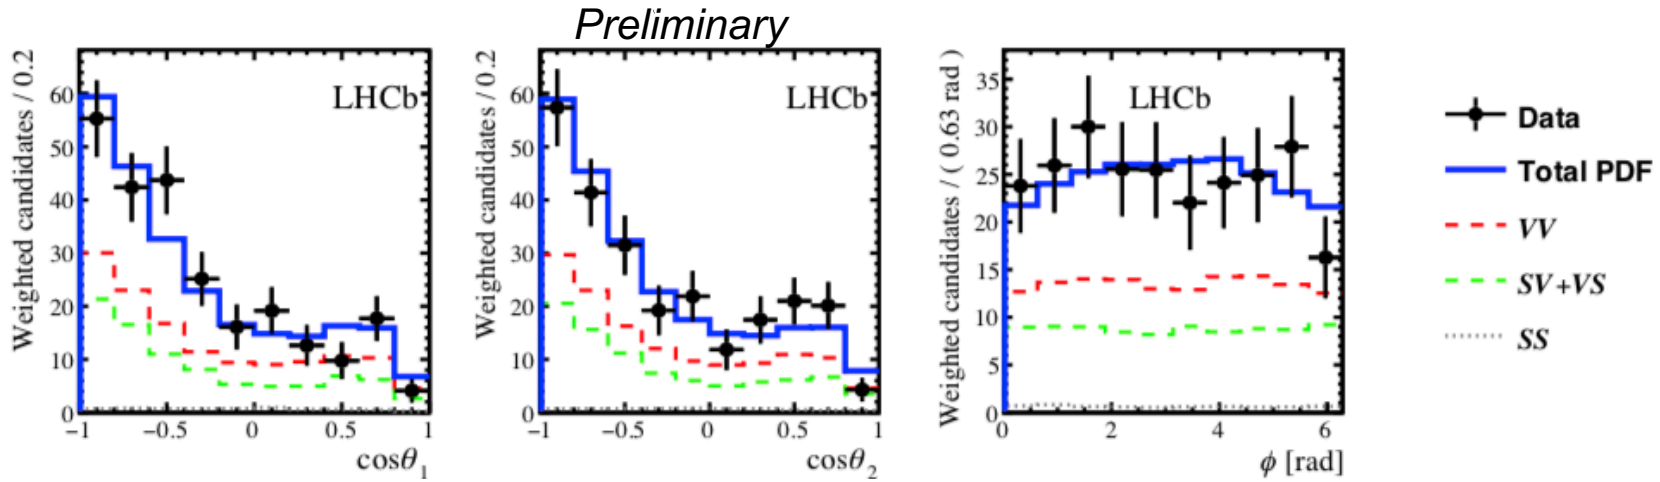 Preliminary
Weighted candidates / 0.2
60
50
40
30
20
10
0
LHCb
−1
−0.5
0
0.5
1
cosθ1
Weighted candidates / 0.2
60
50
40
30
20
10
0
LHCb
−1
−0.5
0
0.5
1
cosθ2
Weighted candidates / ( 0.63 rad )
35
30
25
20
15
10
5
0
LHCb
0
2
4
6
ϕ [rad]
Data
Total PDF
VV
SV+VS
SS